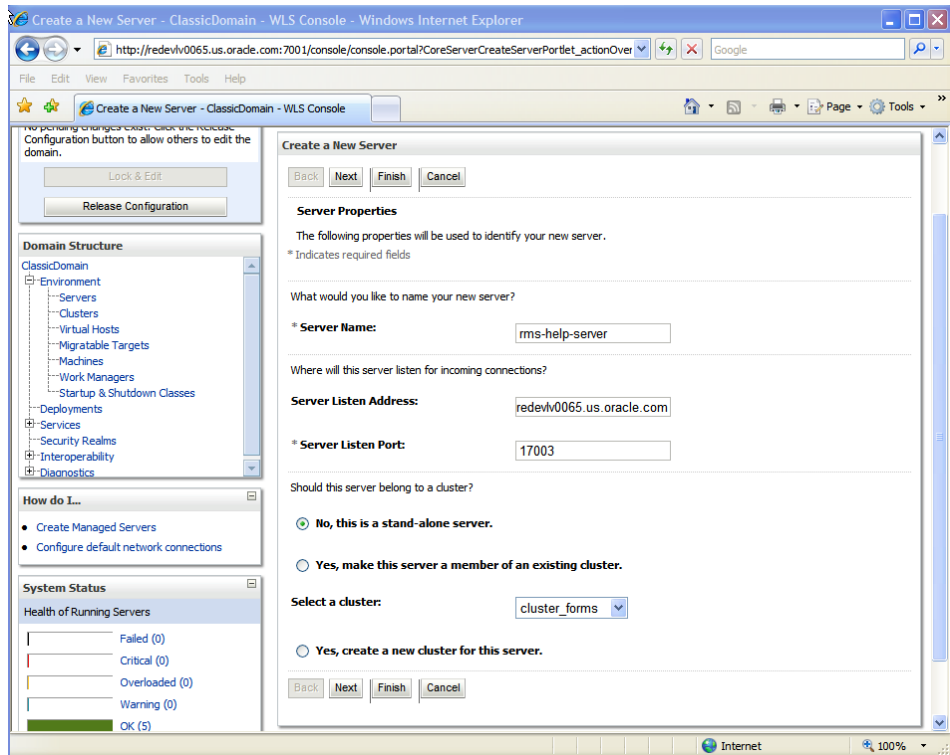 Create a New Server - ClassicDomain - WLS Console - Windows Internet Explorer
http://redevlv0065.us.oracle.com:7001/console/console.portal?CoreServerCreateServerPortlet_actionOver
Google
File Edit View Favorites Tools Help
Create a New Server - ClassicDomain - WLS Console
Page Tools »
No pending changes exist. Click the Release
Configuration button to allow others to edit the
domain.
Lock & Edit
Release Configuration
Domain Structure
ClassicDomain
Environment
Servers
Clusters
Virtual Hosts
Migratable Targets
Machines
Work Managers
Startup & Shutdown Classes
Deployments
Services
Security Realms
Interoperability
Diagnostics
How do I...
Create Managed Servers
Configure default network connections
System Status
Health of Running Servers
Failed (0)
Critical (0)
Overloaded (0)
Warning (0)
OK (5)
Create a New Server
Back Next Finish Cancel
Server Properties
The following properties will be used to identify your new server.
* Indicates required fields
What would you like to name your new server?
* Server Name: rms-help-server
Where will this server listen for incoming connections?
Server Listen Address: redevlv0065.us.oracle.com
* Server Listen Port: 17003
Should this server belong to a cluster?
No, this is a stand-alone server.
Yes, make this server a member of an existing cluster.
Select a cluster: cluster_forms
Yes, create a new cluster for this server.
Back Next Finish Cancel
Internet 100%